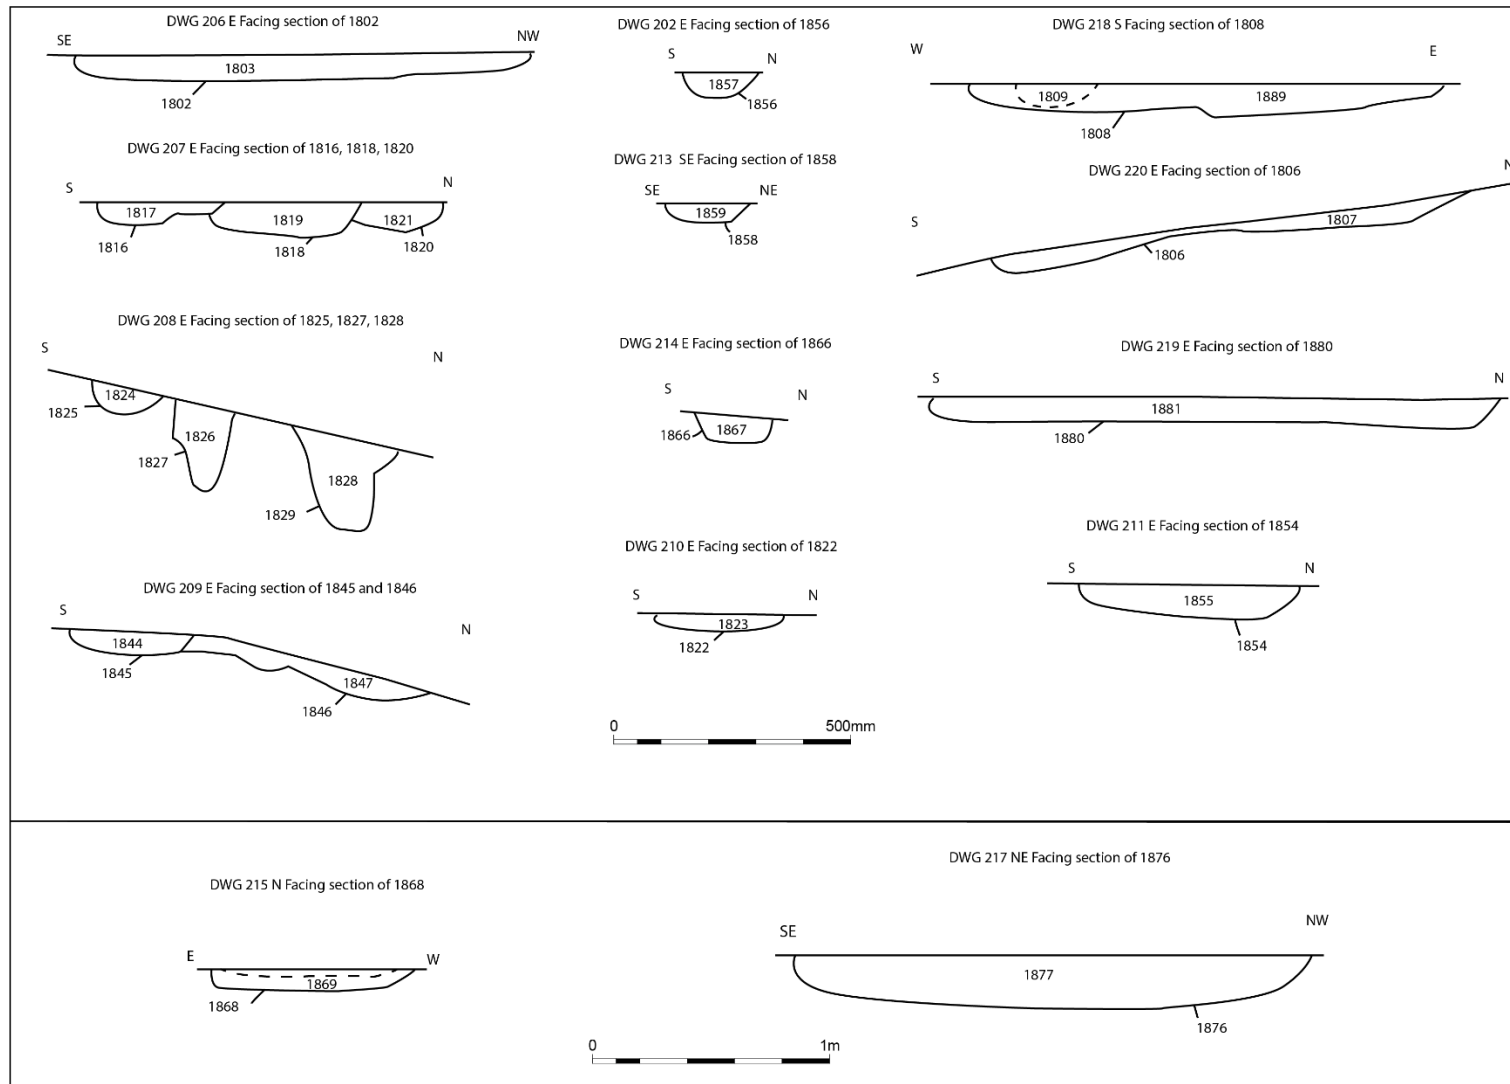 DWG 206 E Facing section of 1802
SE
NW
1803
1802
DWG 202 E Facing section of 1856
S
N
1857
1856
DWG 218 S Facing section of 1808
W
E
1809
1889
1808
DWG 207 E Facing section of 1816, 1818, 1820
S
N
1817
1819
1821
1816
1818
1820
DWG 213 SE Facing section of 1858
SE
NE
1859
1858
DWG 220 E Facing section of 1806
N
S
1807
1806
DWG 208 E Facing section of 1825, 1827, 1828
S
N
1824
1825
1826
1827
1828
1829
DWG 214 E Facing section of 1866
S
N
1866
1867
DWG 219 E Facing section of 1880
S
N
1881
1880
DWG 210 E Facing section of 1822
S
N
1823
1822
DWG 211 E Facing section of 1854
S
N
1855
1854
DWG 209 E Facing section of 1845 and 1846
S
N
1844
1845
1847
1846
0
500mm
DWG 215 N Facing section of 1868
E
W
1869
1868
DWG 217 NE Facing section of 1876
SE
NW
1877
1876
0
1m